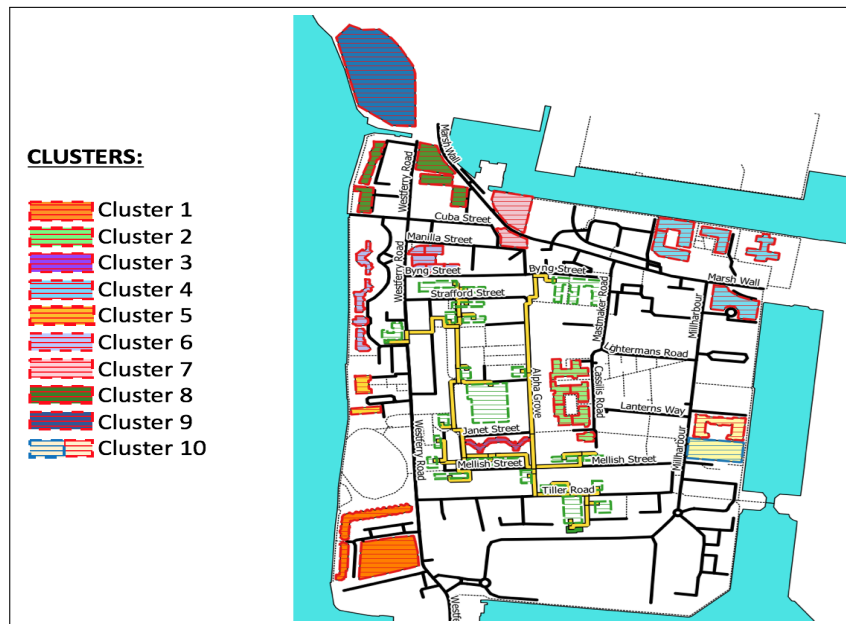 CLUSTERS:
Cluster 1
Cluster 2
Cluster 3
Cluster 4
Cluster 5
Cluster 6
Cluster 7
Cluster 8
Cluster 9
Cluster 10
Marsh Wall
Westferry Road
Cuba Street
Manilla Street
Westferry Road
Byng Street
Byng Street
Marsh Wall
Strafford Street
Mastmaker Road
Millharbour
Lightermans Road
Alpha Grove
Cassilis Road
Lanterns Way
Janet Street
Westferry Road
Mellish Street
Mellish Street
Millharbour
Tiller Road